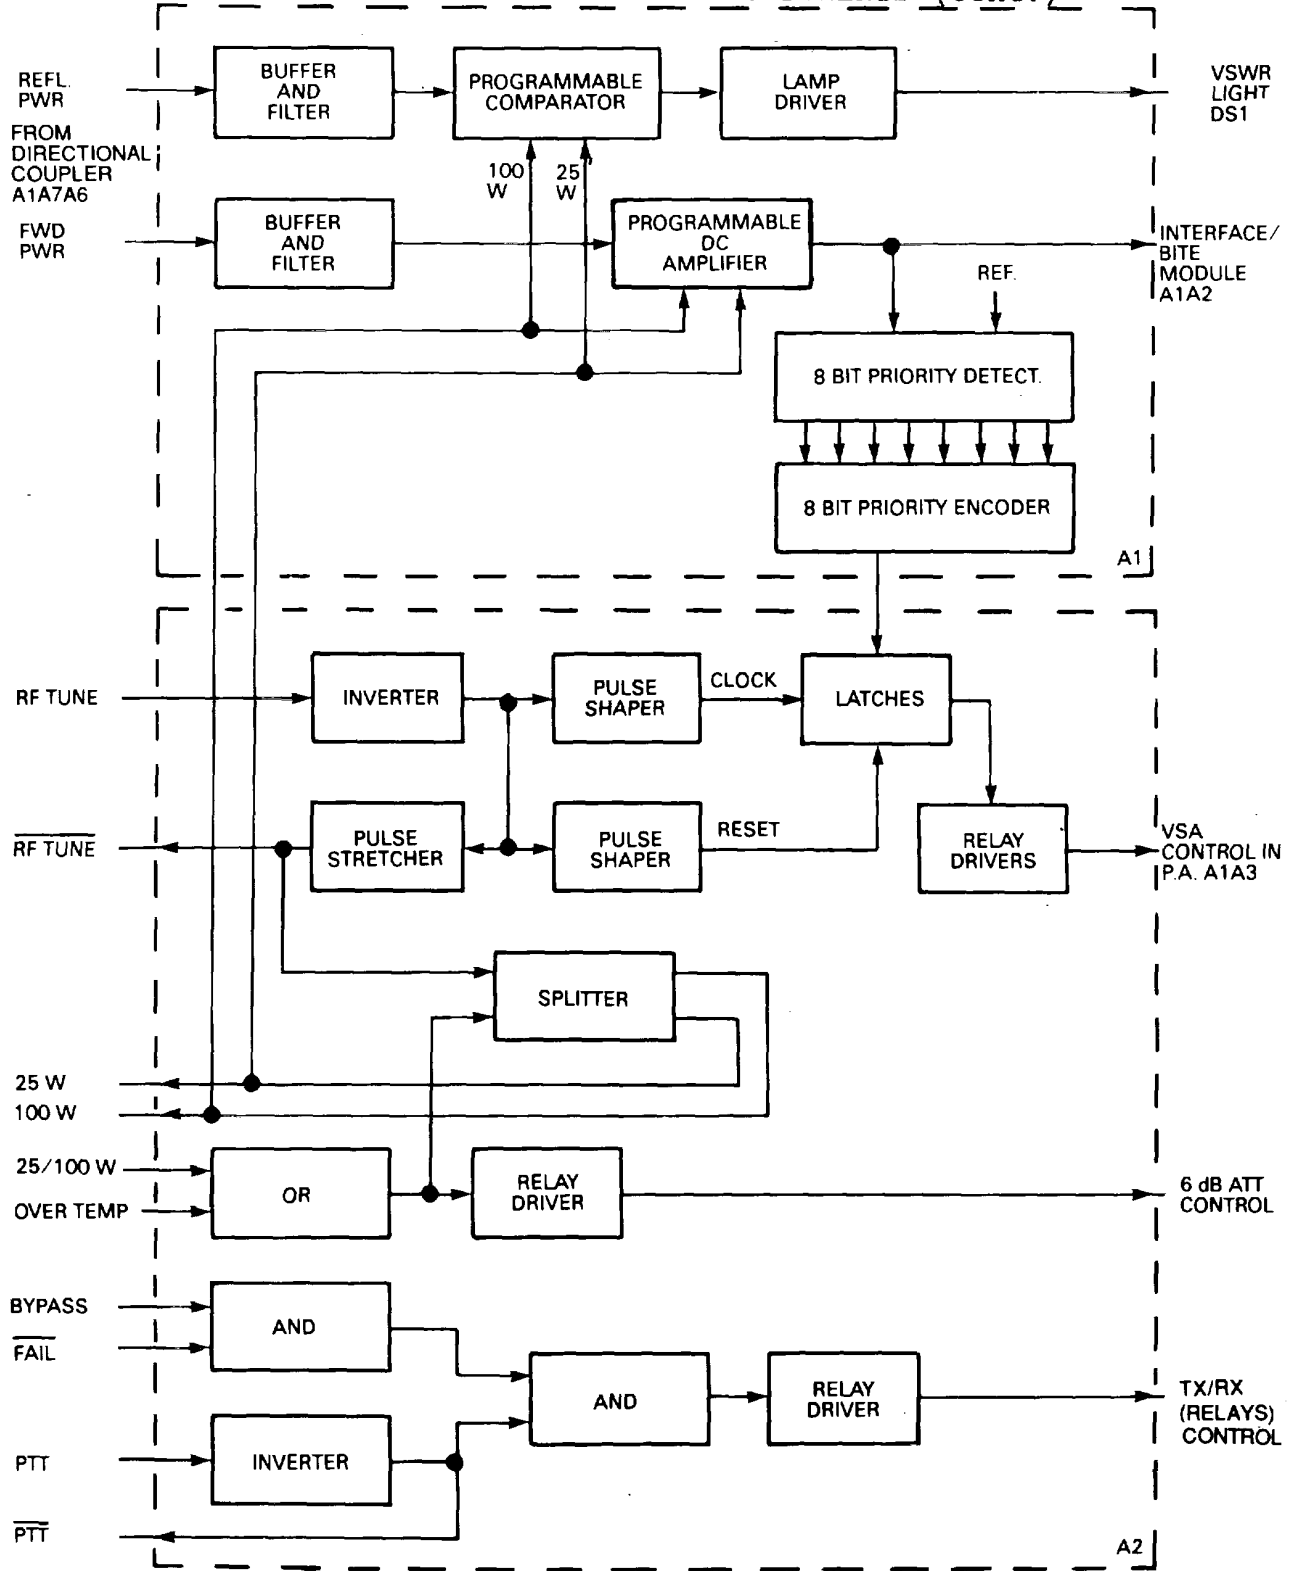 REFL.
PWR
FROM
DIRECTIONAL
COUPLER
A1A7A6
FWD
PWR
BUFFER
AND
FILTER
PROGRAMMABLE
COMPARATOR
LAMP
DRIVER
VSWR
LIGHT
DS1
100
W
25
W
BUFFER
AND
FILTER
PROGRAMMABLE
DC
AMPLIFIER
INTERFACE/
BITE
MODULE
A1A2
REF.
8 BIT PRIORITY DETECT.
8 BIT PRIORITY ENCODER
A1
RF TUNE
INVERTER
PULSE
SHAPER
CLOCK
LATCHES
RF TUNE
PULSE
STRETCHER
PULSE
SHAPER
RESET
RELAY
DRIVERS
VSA
CONTROL IN
P.A. A1A3
SPLITTER
25 W
100 W
25/100 W
OVER TEMP
OR
RELAY
DRIVER
6 dB ATT
CONTROL
BYPASS
FAIL
AND
AND
RELAY
DRIVER
TX/RX
(RELAYS)
CONTROL
PTT
INVERTER
PTT
A2